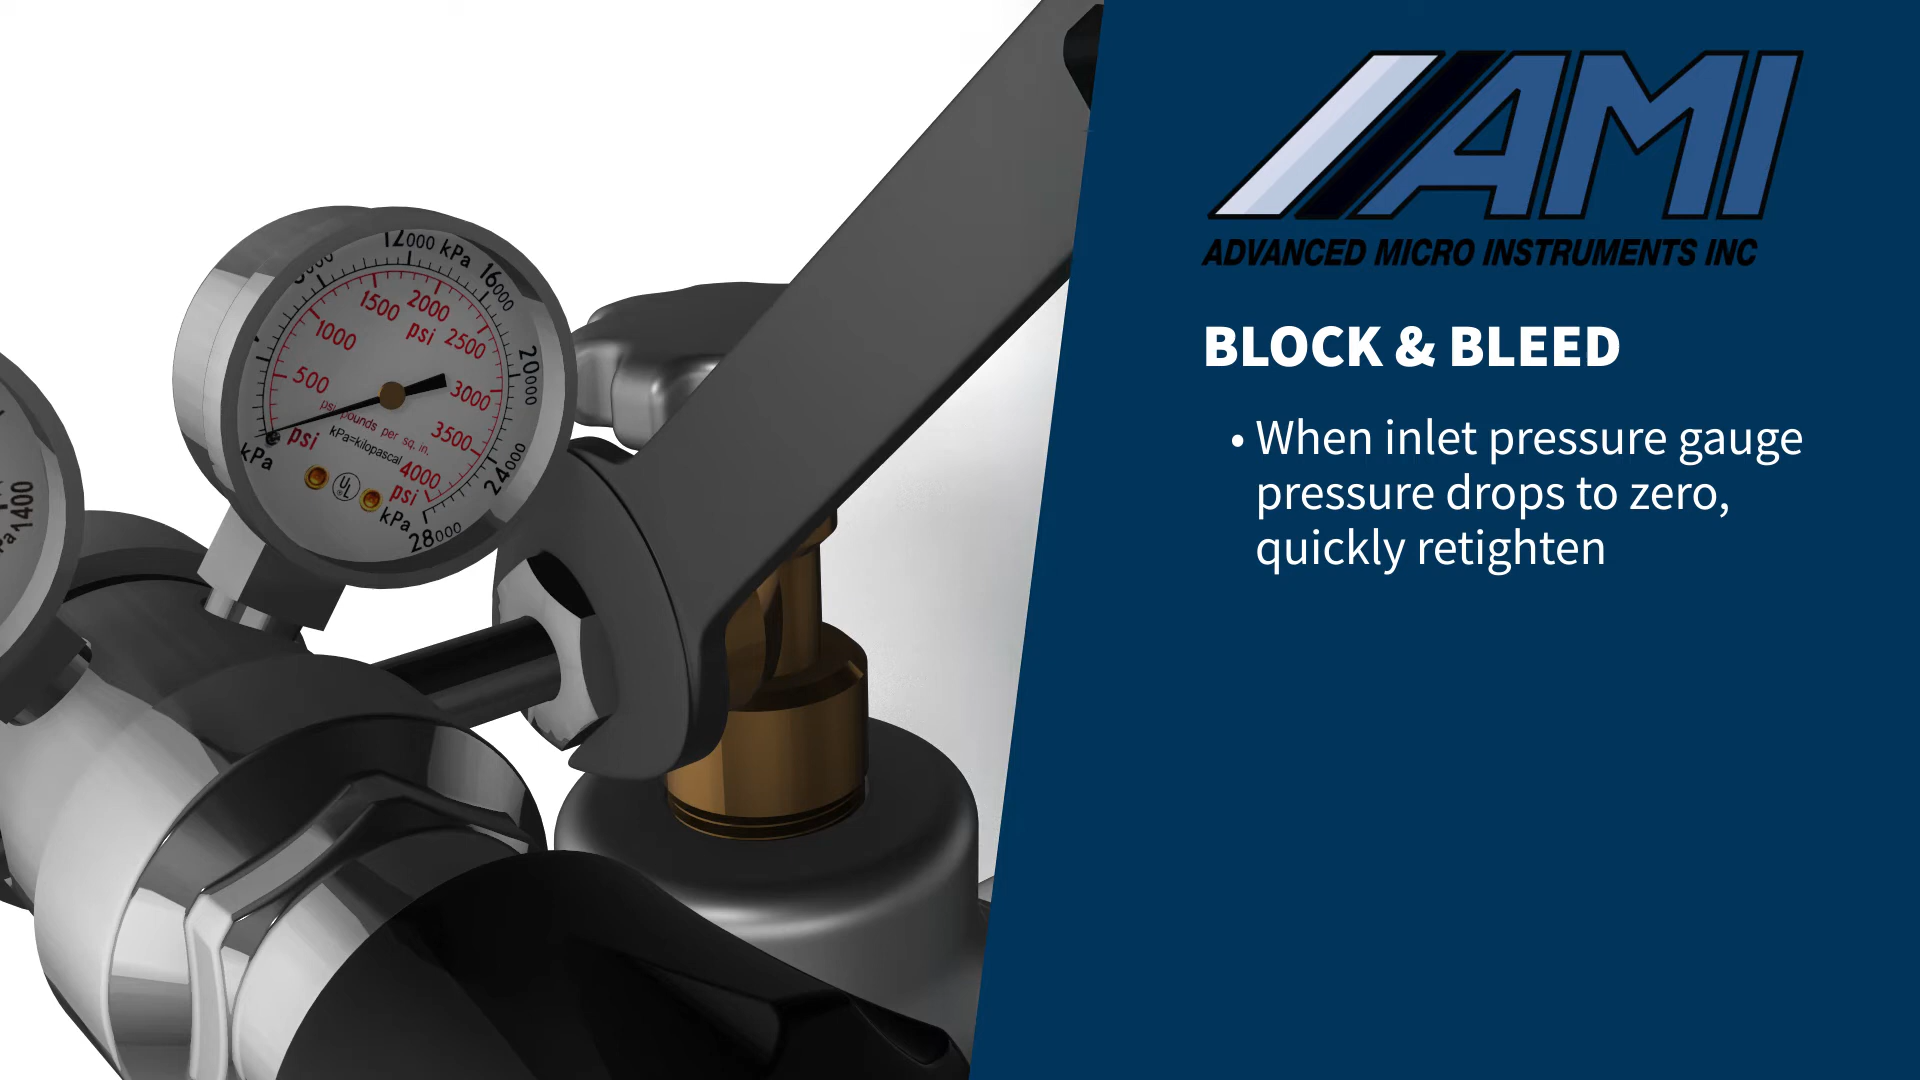 AMI
ADVANCED MICRO INSTRUMENTS INC
BLOCK & BLEED
• When inlet pressure gauge
pressure drops to zero,
quickly retighten
12000 kPa
16000
20000
24000
28000
kPa
kPa
psi
500
1000
1500
2000
psi
2500
3000
3500
4000
psi
psi pounds per sq. in.
kPa=kilopascal
UL
1400